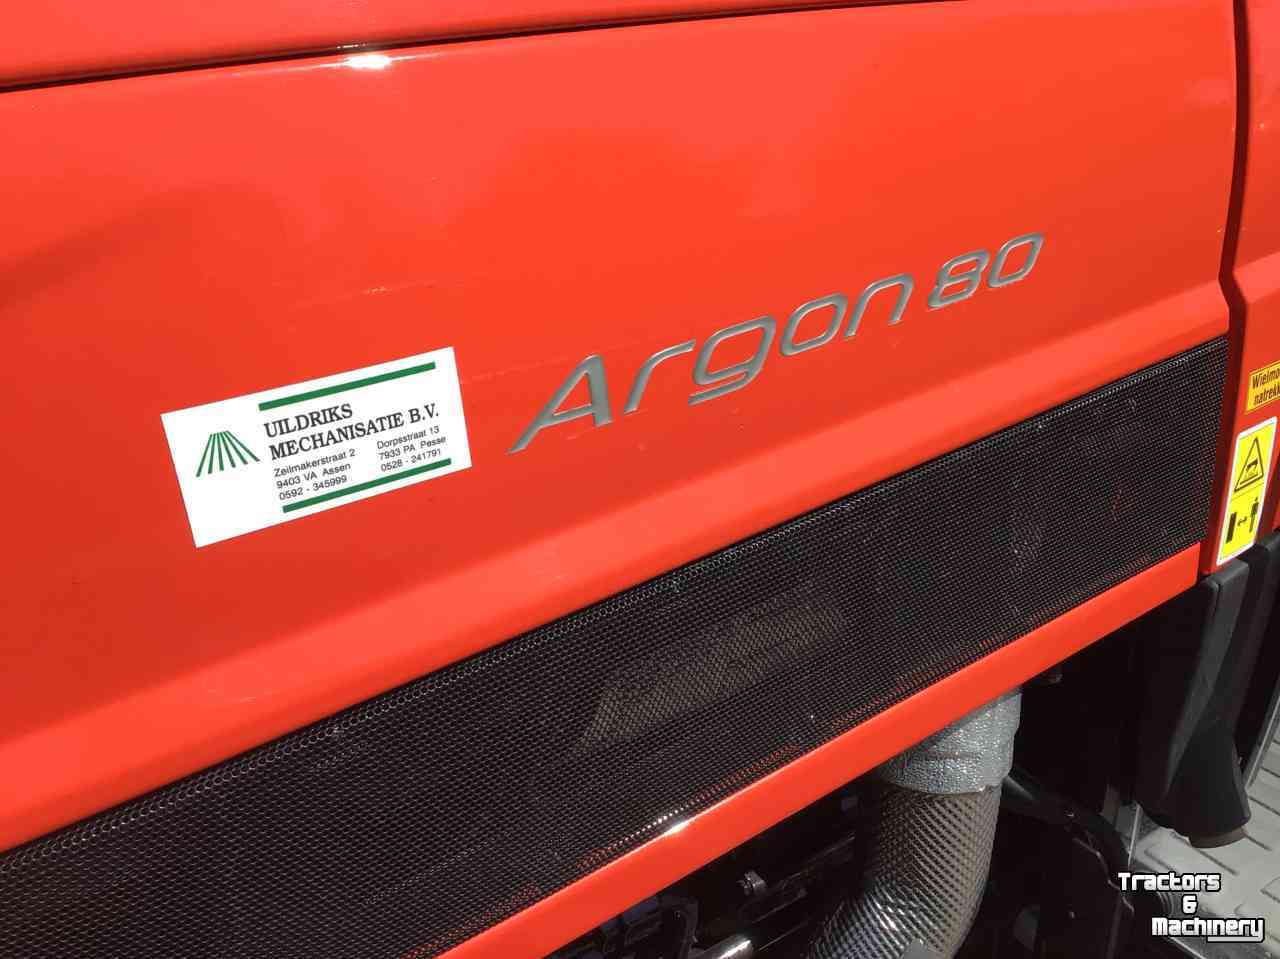 Argon 80
UILDRIKS
MECHANISATIE B.V.
Zeilmakerstraat 2
9403 VA Assen
0592 - 345999
Dorpsstraat 13
7933 PA Pesse
0528 - 241791
Tractors
&
Machinery